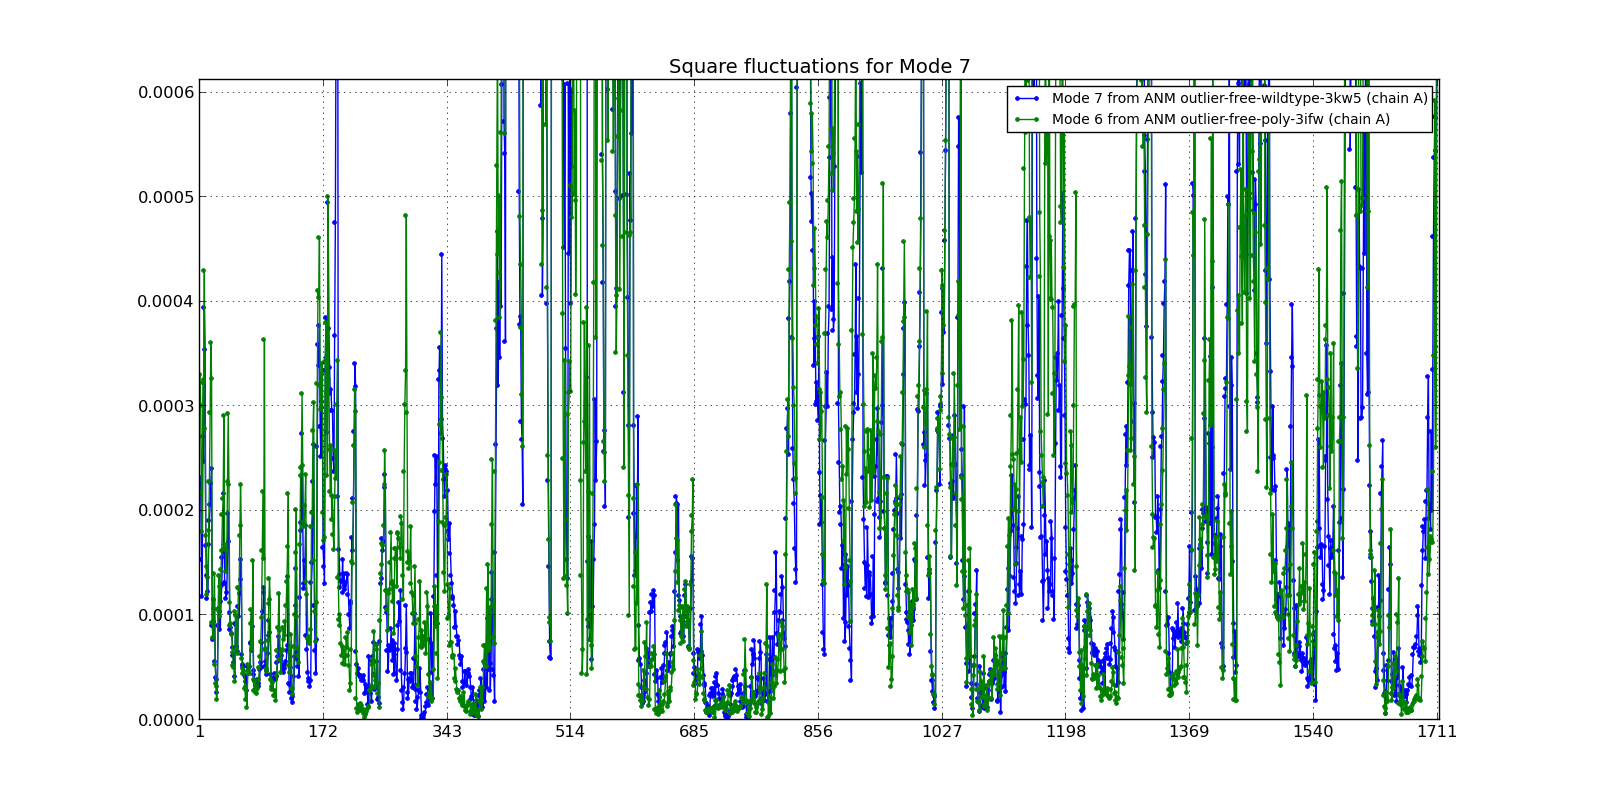 Square fluctuations for Mode 7
0.0006
0.0005
0.0004
0.0003
0.0002
0.0001
0.0000
Mode 7 from ANM outlier-free-wildtype-3kw5 (chain A)
Mode 6 from ANM outlier-free-poly-3ifw (chain A)
1 172 343 514 685 856 1027 1198 1369 1540 1711